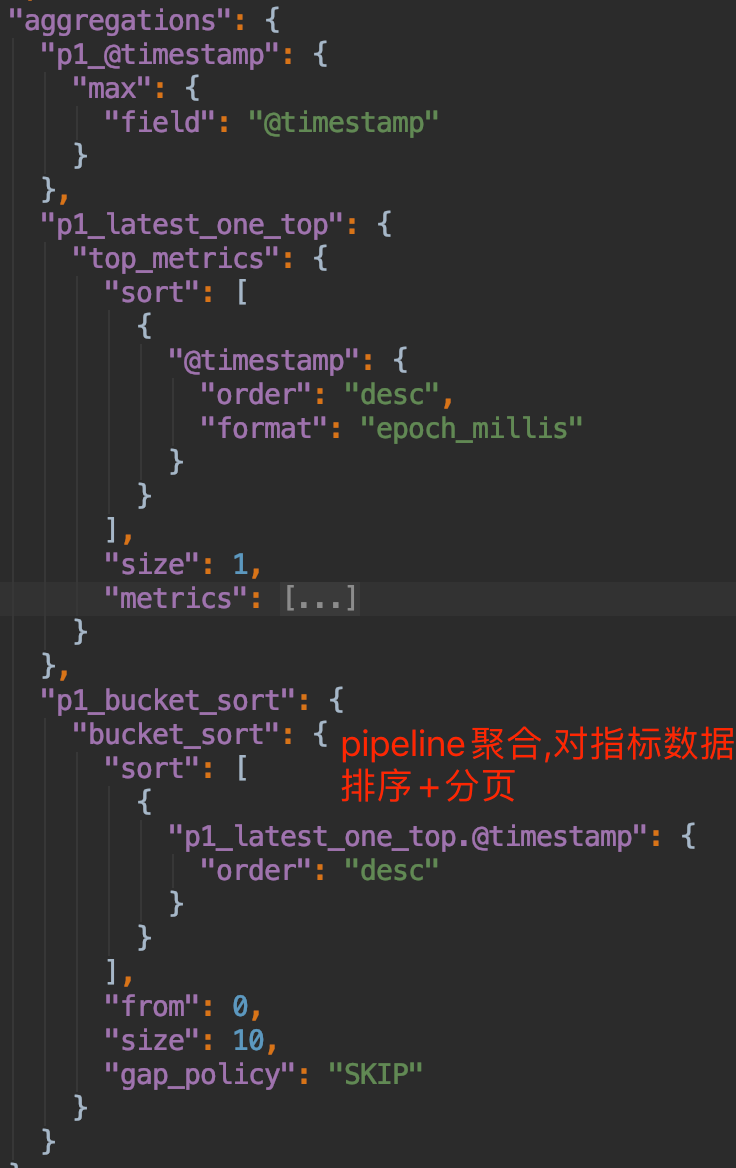 "aggregations": {
"p1_@timestamp": {
"max": {
"field": "@timestamp"
}
},
"p1_latest_one_top": {
"top_metrics": {
"sort": [
{
"@timestamp": {
"order": "desc",
"format": "epoch_millis"
}
}
],
"size": 1,
"metrics": [...]
}
},
"p1_bucket_sort": {
"bucket_sort": {
pipeline聚合,对指标数据
"sort": [
排序+分页
{
"p1_latest_one_top.@timestamp": {
"order": "desc"
}
}
],
"from": 0,
"size": 10,
"gap_policy": "SKIP"
}
}